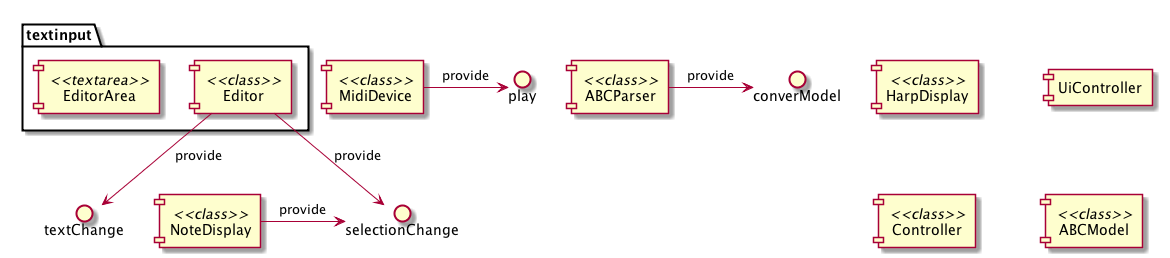 textinput
<<textarea>>
EditorArea
<<class>>
Editor
<<class>>
MidiDevice
provide
play
<<class>>
ABCParser
provide
converModel
<<class>>
HarpDisplay
UiController
provide
provide
textChange
<<class>>
NoteDisplay
provide
selectionChange
<<class>>
Controller
<<class>>
ABCModel